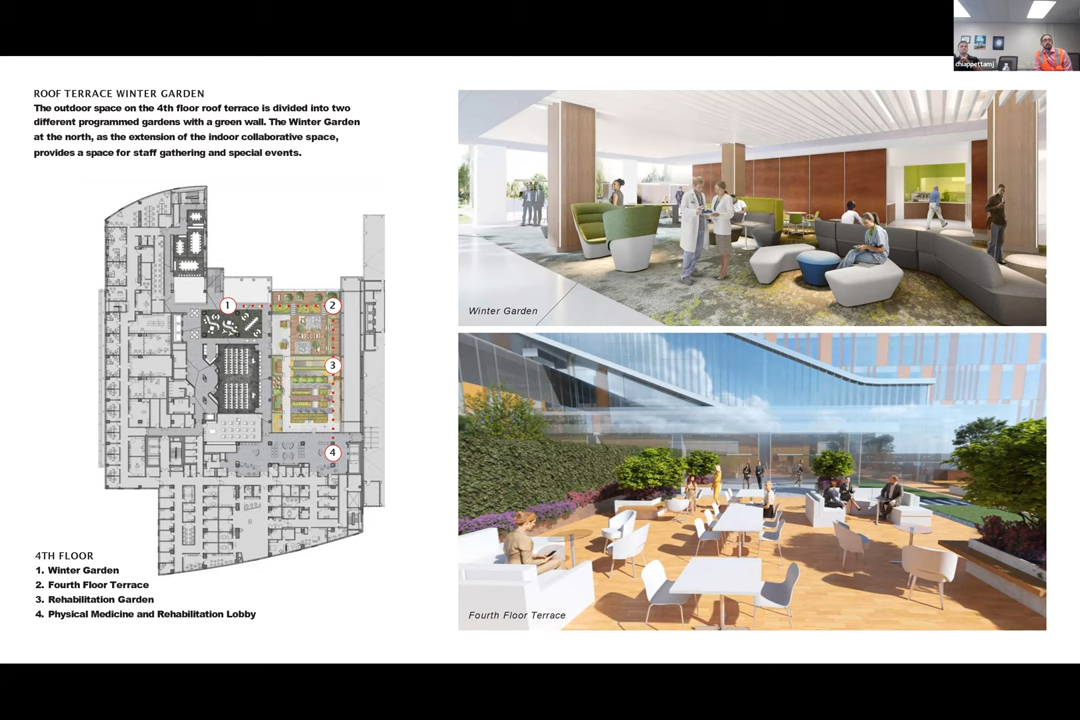 chiappettamj
ROOF TERRACE WINTER GARDEN
The outdoor space on the 4th floor roof terrace is divided into two
different programmed gardens with a green wall. The Winter Garden
at the north, as the extension of the indoor collaborative space,
provides a space for staff gathering and special events.
1
2
3
4
4TH FLOOR
1. Winter Garden
2. Fourth Floor Terrace
3. Rehabilitation Garden
4. Physical Medicine and Rehabilitation Lobby
Winter Garden
Fourth Floor Terrace